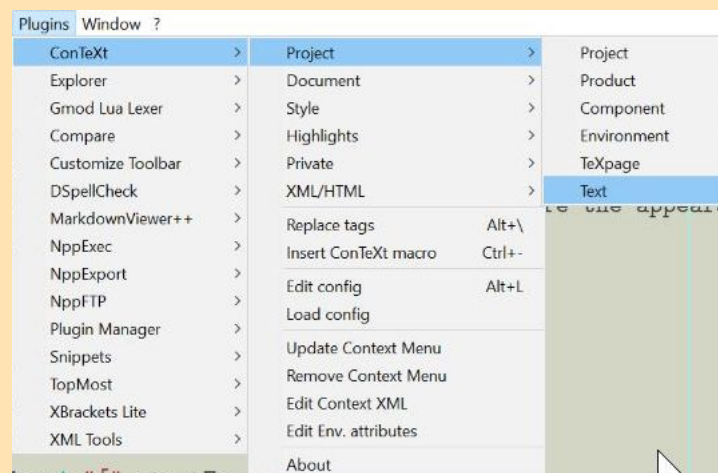 Plugins Window ?
ConTeXt >
Explorer >
Gmod Lua Lexer >
Compare >
Customize Toolbar >
DSpellCheck >
MarkdownViewer++ >
NppExec >
NppExport >
NppFTP >
Plugin Manager >
Snippets >
TopMost >
XBrackets Lite >
XML Tools >
Project >
Document >
Style >
Highlights >
Private >
XML/HTML >
Replace tags Alt+\
Insert ConTeXt macro Ctrl+-
Edit config Alt+L
Load config
Update Context Menu
Remove Context Menu
Edit Context XML
Edit Env. attributes
About
Project
Product
Component
Environment
TeXpage
Text
the